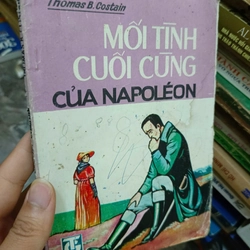 Thomas B. Costain
MỐI TÌNH
CUỐI CÙNG
CỦA NAPOLÉON